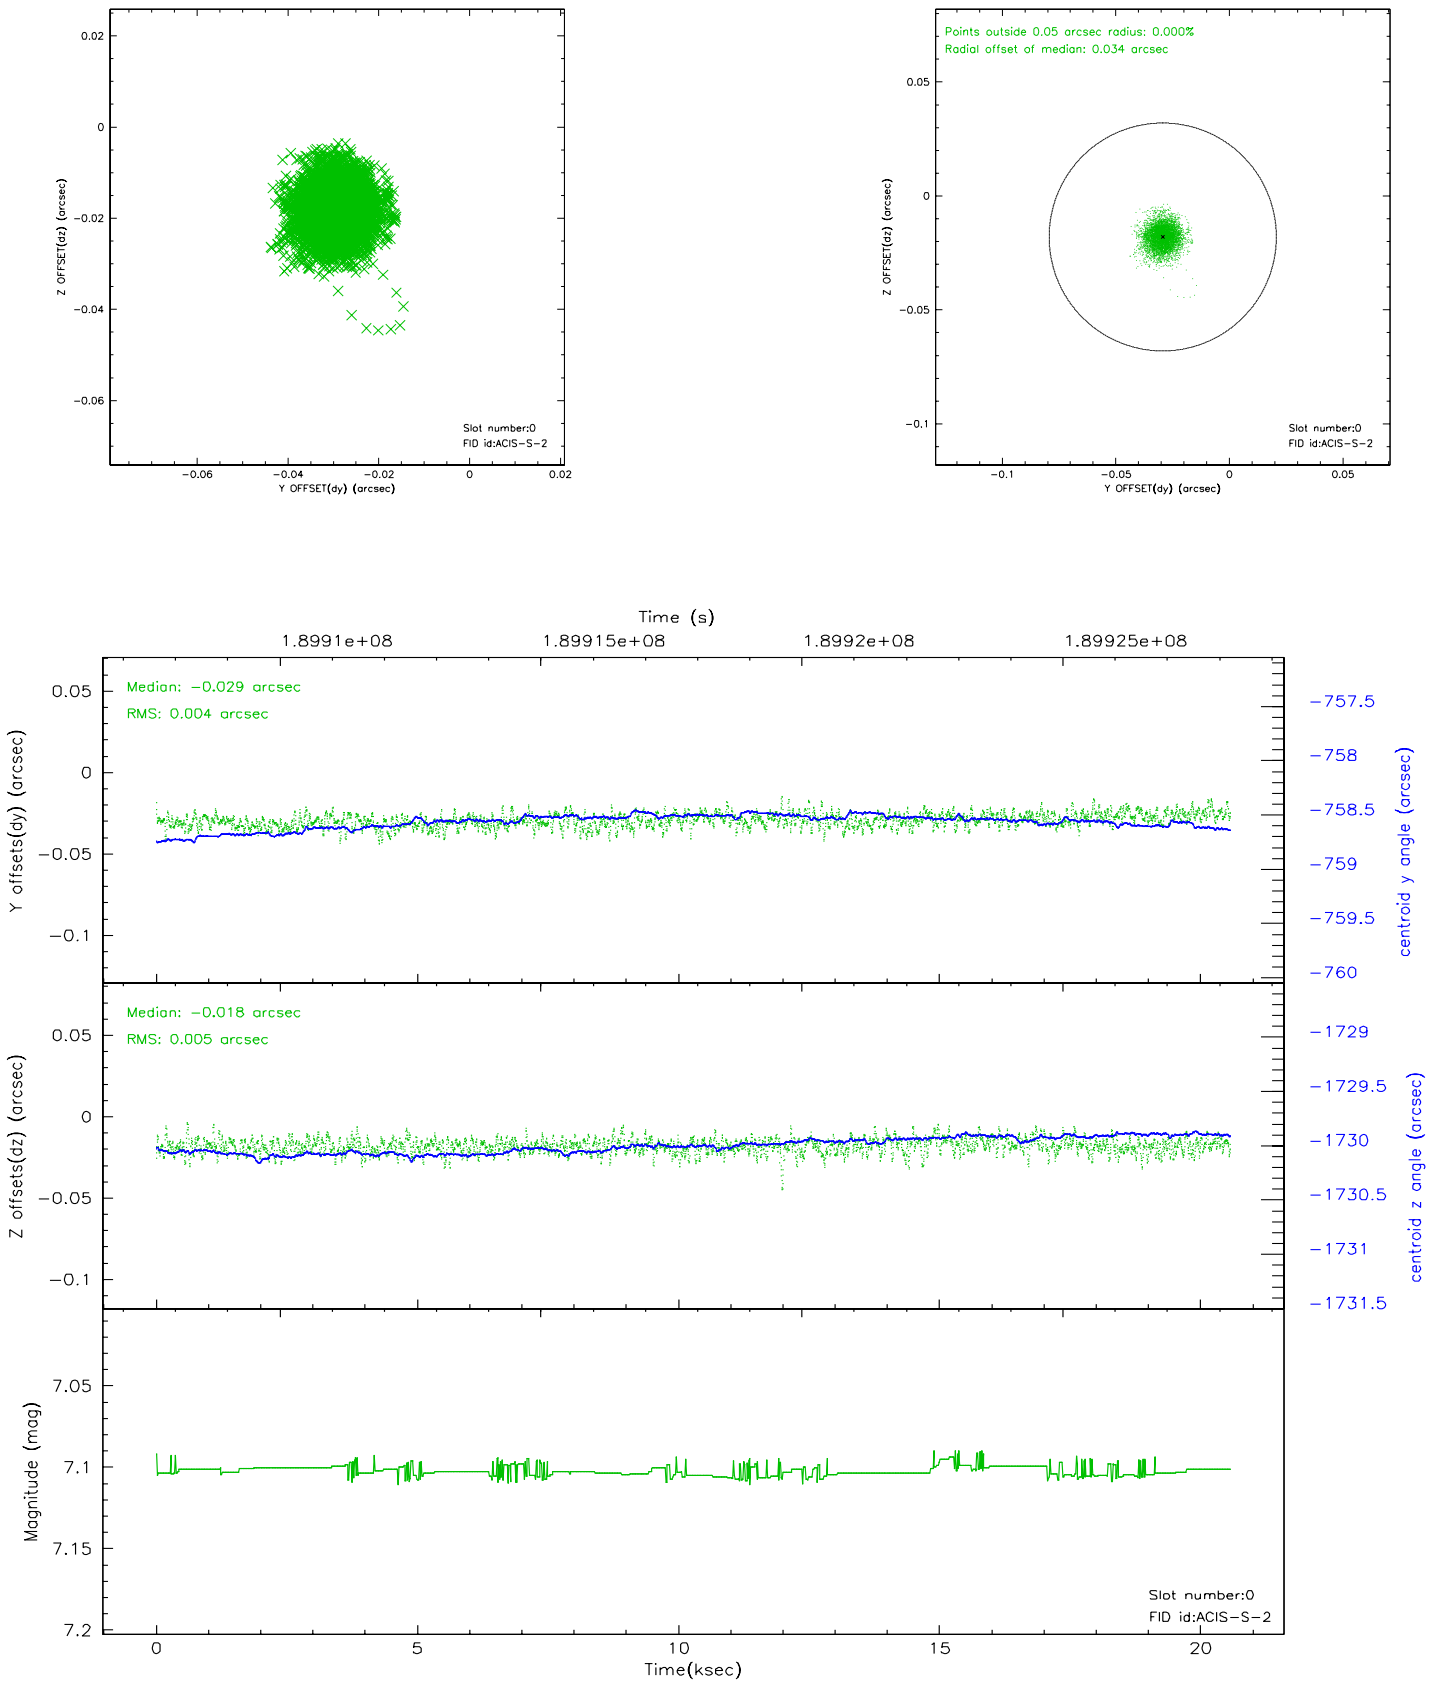 0.02
0
-0.02
-0.04
-0.06
Z OFFSET(dz) (arcsec)
Slot number:0
FID id:ACIS-S-2
-0.06 -0.04 -0.02 0 0.02
Y OFFSET(dy) (arcsec)
Points outside 0.05 arcsec radius: 0.000%
Radial offset of median: 0.034 arcsec
0.05
0
-0.05
-0.1
Z OFFSET(dz) (arcsec)
Slot number:0
FID id:ACIS-S-2
-0.1 -0.05 0 0.05
Y OFFSET(dy) (arcsec)
Time (s)
1.8991e+08 1.89915e+08 1.8992e+08 1.89925e+08
Median: -0.029 arcsec
RMS: 0.004 arcsec
0.05
0
-0.05
-0.1
Y offsets(dy) (arcsec)
-757.5
-758
-758.5
-759
-759.5
-760
centroid y angle (arcsec)
Median: -0.018 arcsec
RMS: 0.005 arcsec
0.05
0
-0.05
-0.1
Z offsets(dz) (arcsec)
-1729
-1729.5
-1730
-1730.5
-1731
-1731.5
centroid z angle (arcsec)
7.05
7.1
7.15
7.2
Magnitude (mag)
Slot number:0
FID id:ACIS-S-2
0 5 10 15 20
Time(ksec)